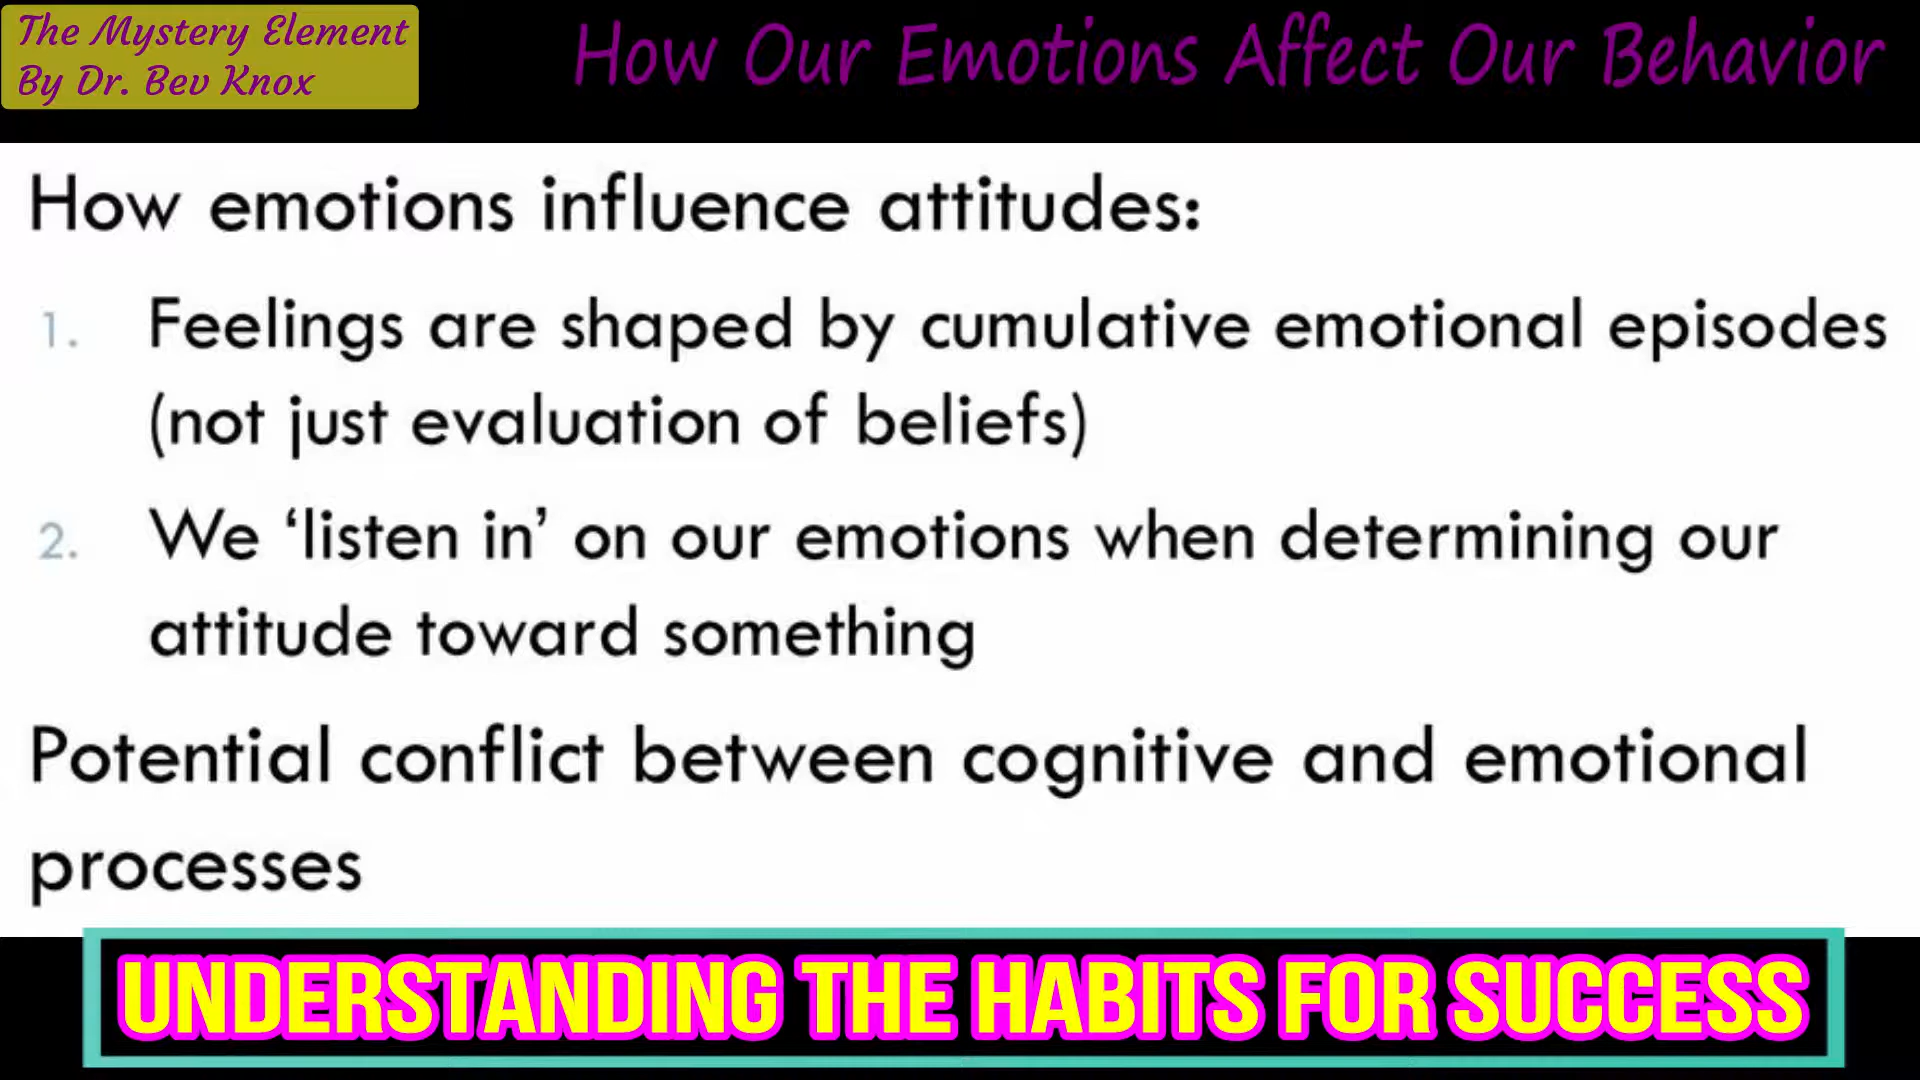 The Mystery Element
By Dr. Bev Knox
How Our Emotions Affect Our Behavior
How emotions influence attitudes:
1. Feelings are shaped by cumulative emotional episodes
(not just evaluation of beliefs)
2. We ‘listen in’ on our emotions when determining our
attitude toward something
Potential conflict between cognitive and emotional
processes
UNDERSTANDING THE HABITS FOR SUCCESS